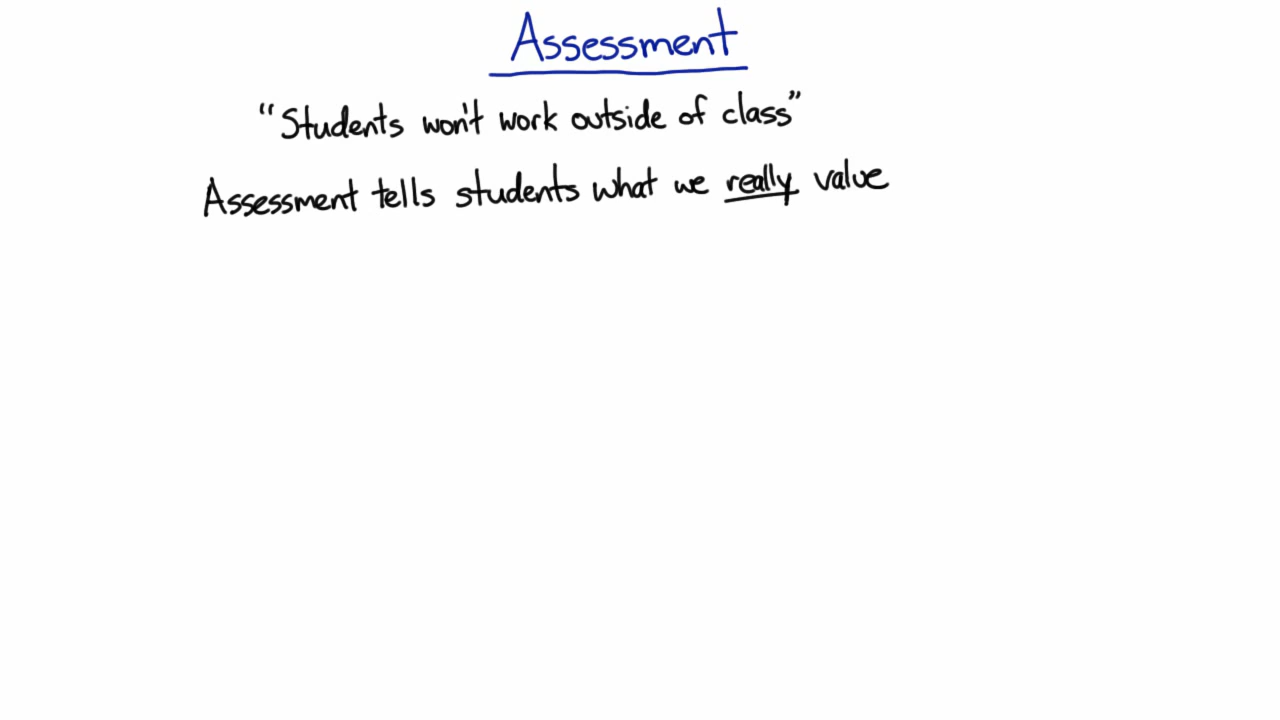 Assessment
“Students won't work outside of class”
Assessment tells students what we really value